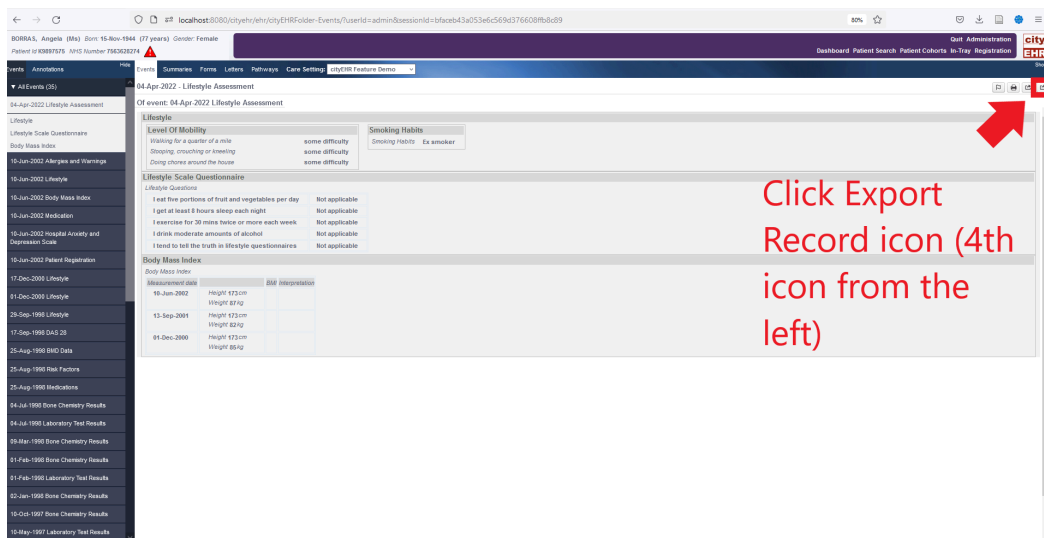 localhost:8080/cityehr/ehr/cityEHRFolder-Events/?userId=admin&sessionId=bfaceb43a053e6c569d376608ffb8c89
80%
BORRAS, Angela (Ms) Born: 15-Nov-1944 (77 years) Gender: Female
Quit Administration
Patient Id K9897575 NHS Number 7563628274
Dashboard Patient Search Patient Cohorts In-Tray Registration
city
EHR
Events Annotations
Hide
Events Summaries Forms Letters Pathways Care Setting: cityEHR Feature Demo
▼ All Events (35)
04-Apr-2022 Lifestyle Assessment
Lifestyle
Lifestyle Scale Questionnaire
Body Mass Index
10-Jun-2002 Allergies and Warnings
10-Jun-2002 Lifestyle
10-Jun-2002 Body Mass Index
10-Jun-2002 Medication
10-Jun-2002 Hospital Anxiety and
Depression Scale
10-Jun-2002 Patient Registration
17-Dec-2000 Lifestyle
01-Dec-2000 Lifestyle
29-Sep-1998 Lifestyle
17-Sep-1998 DAS 28
25-Aug-1998 BMD Data
25-Aug-1998 Risk Factors
25-Aug-1998 Medications
04-Jul-1998 Bone Chemistry Results
04-Jul-1998 Laboratory Test Results
09-Mar-1998 Bone Chemistry Results
01-Feb-1998 Bone Chemistry Results
01-Feb-1998 Laboratory Test Results
02-Jan-1998 Bone Chemistry Results
10-Oct-1997 Bone Chemistry Results
10-May-1997 Laboratory Test Results
04-Apr-2022 - Lifestyle Assessment
Of event: 04-Apr-2022 Lifestyle Assessment
Lifestyle
Level Of Mobility
Walking for a quarter of a mile some difficulty
Stooping, crouching or kneeling some difficulty
Doing chores around the house some difficulty
Smoking Habits
Smoking Habits Ex smoker
Lifestyle Scale Questionnaire
Lifestyle Questions
I eat five portions of fruit and vegetables per day Not applicable
I get at least 8 hours sleep each night Not applicable
I exercise for 30 mins twice or more each week Not applicable
I drink moderate amounts of alcohol Not applicable
I tend to tell the truth in lifestyle questionnaires Not applicable
Body Mass Index
Body Mass Index
Measurement date BMI Interpretation
10-Jun-2002 Height 173 cm
Weight 87 kg
13-Sep-2001 Height 173 cm
Weight 82 kg
01-Dec-2000 Height 173 cm
Weight 86 kg
Click Export
Record icon (4th
icon from the
left)